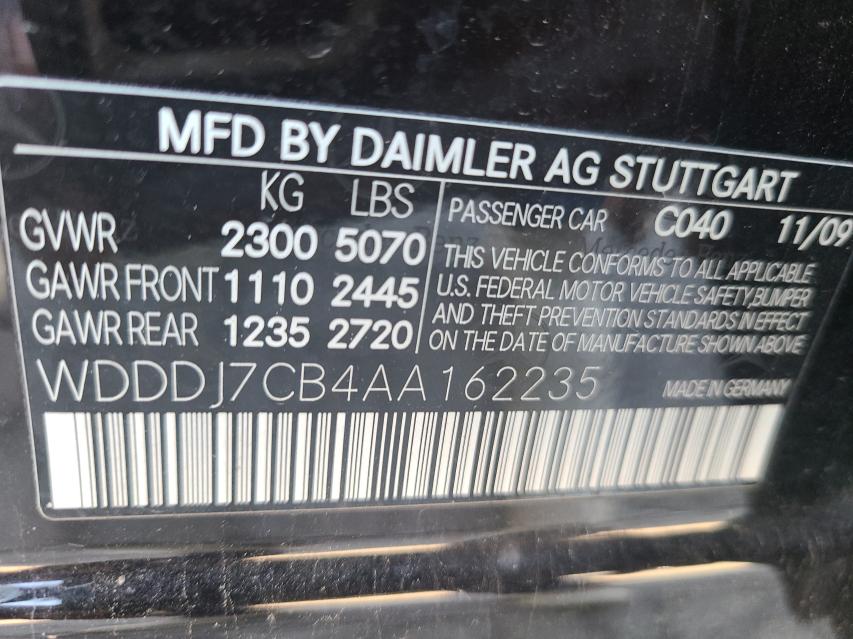 MFD BY DAIMLER AG STUTTGART
KG LBS
GVWR 2300 5070
GAWR FRONT 1110 2445
GAWR REAR 1235 2720
PASSENGER CAR C040 11/09
THIS VEHICLE CONFORMS TO ALL APPLICABLE
U.S. FEDERAL MOTOR VEHICLE SAFETY,BUMPER
AND THEFT PREVENTION STANDARDS IN EFFECT
ON THE DATE OF MANUFACTURE SHOWN ABOVE
WDDDJ7CB4AA162235 MADE IN GERMANY